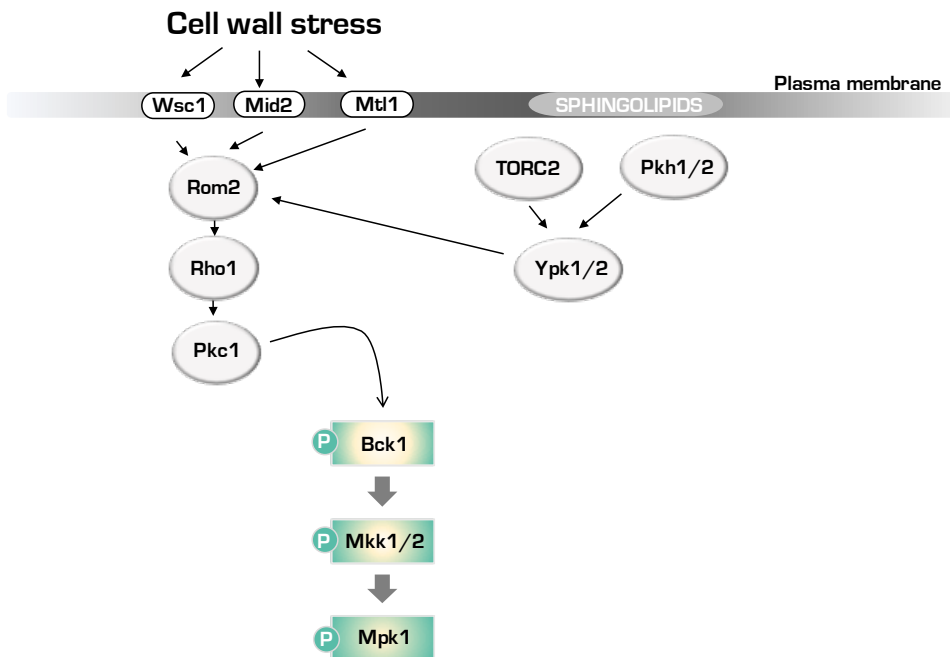 Cell wall stress
Plasma membrane
Wsc1
Mid2
Mtl1
SPHINGOLIPIDS
Rom2
TORC2
Pkh1/2
Rho1
Ypk1/2
Pkc1
P
Bck1
P
Mkk1/2
P
Mpk1